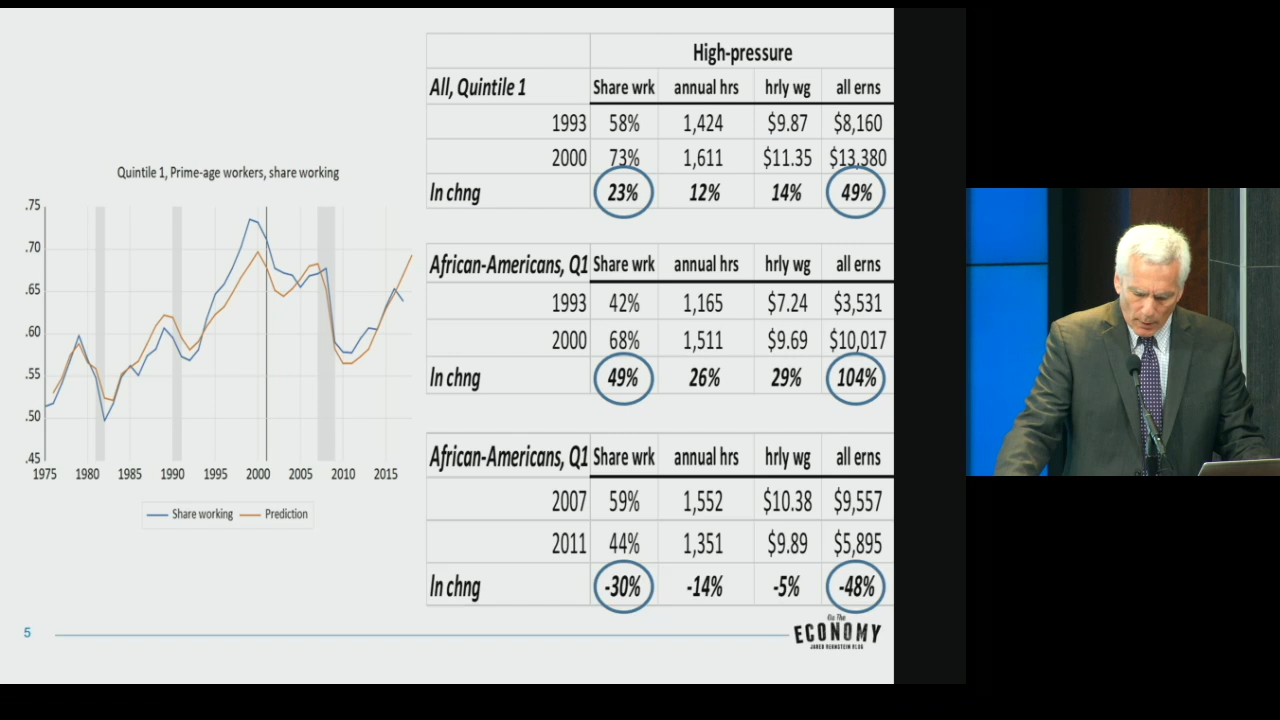 High-pressure
All, Quintile 1 Share wrk annual hrs hrly wg all erns
1993 58% 1,424 $9.87 $8,160
2000 73% 1,611 $11.35 $13,380
ln chng 23% 12% 14% 49%
African-Americans, Q1 Share wrk annual hrs hrly wg all erns
1993 42% 1,165 $7.24 $3,531
2000 68% 1,511 $9.69 $10,017
ln chng 49% 26% 29% 104%
African-Americans, Q1 Share wrk annual hrs hrly wg all erns
2007 59% 1,552 $10.38 $9,557
2011 44% 1,351 $9.89 $5,895
ln chng -30% -14% -5% -48%
Quintile 1, Prime-age workers, share working
.75
.70
.65
.60
.55
.50
.45
1975 1980 1985 1990 1995 2000 2005 2010 2015
Share working Prediction
5
On The
ECONOMY
JARED BERNSTEIN BLOG